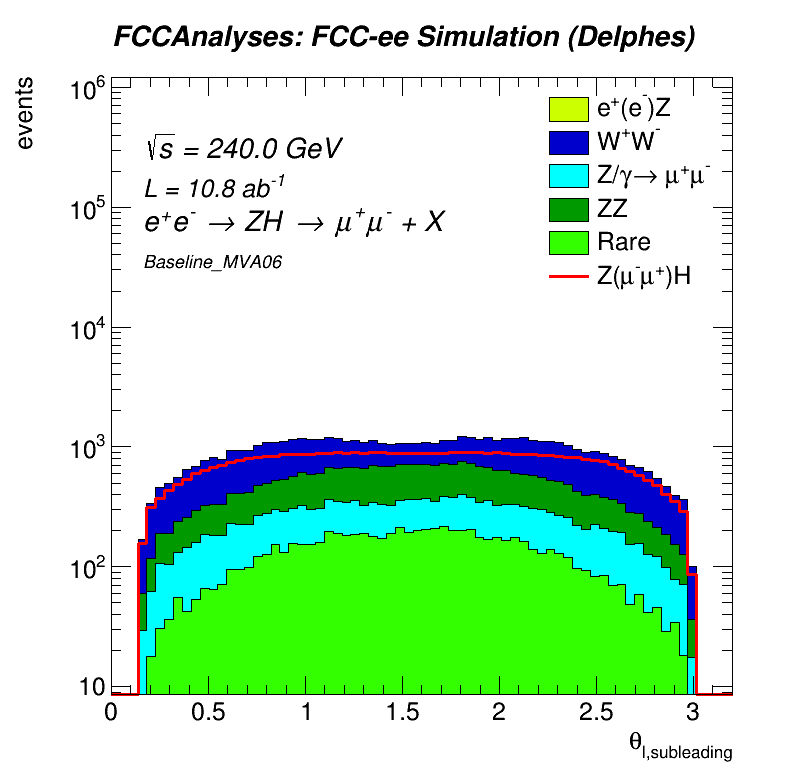 FCCAnalyses: FCC-ee Simulation (Delphes)
events
10⁶
10⁵
10⁴
10³
10²
10
√s = 240.0 GeV
L = 10.8 ab⁻¹
e⁺e⁻ → ZH → μ⁺μ⁻ + X
Baseline_MVA06
e⁺(e⁻)Z
W⁺W⁻
Z/γ→ μ⁺μ⁻
ZZ
Rare
Z(μ⁻μ⁺)H
0 0.5 1 1.5 2 2.5 3
θ_l,subleading